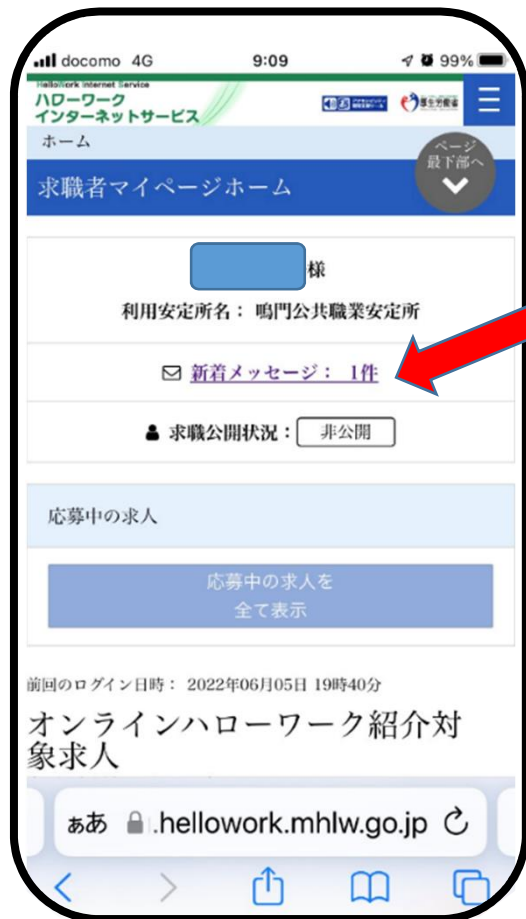 docomo 4G 9:09 99%
HelloWork Internet Service
ハローワーク
インターネットサービス
厚生労働省
ホーム
ページ
最下部へ
求職者マイページホーム
様
利用安定所名： 鳴門公共職業安定所
新着メッセージ： 1件
求職公開状況： 非公開
応募中の求人
応募中の求人を
全て表示
前回のログイン日時： 2022年06月05日 19時40分
オンラインハローワーク紹介対
象求人
ぁあ .hellowork.mhlw.go.jp